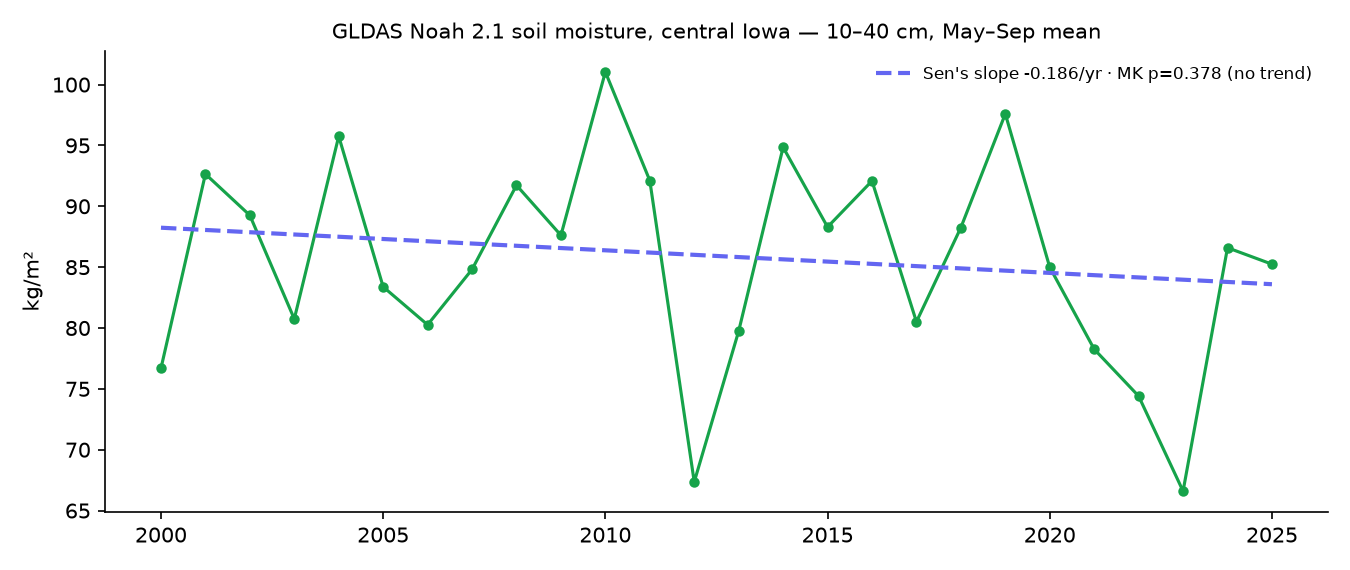 GLDAS Noah 2.1 soil moisture, central Iowa — 10–40 cm, May–Sep mean
Sen's slope -0.186/yr · MK p=0.378 (no trend)
kg/m²
100
95
90
85
80
75
70
65
2000 2005 2010 2015 2020 2025